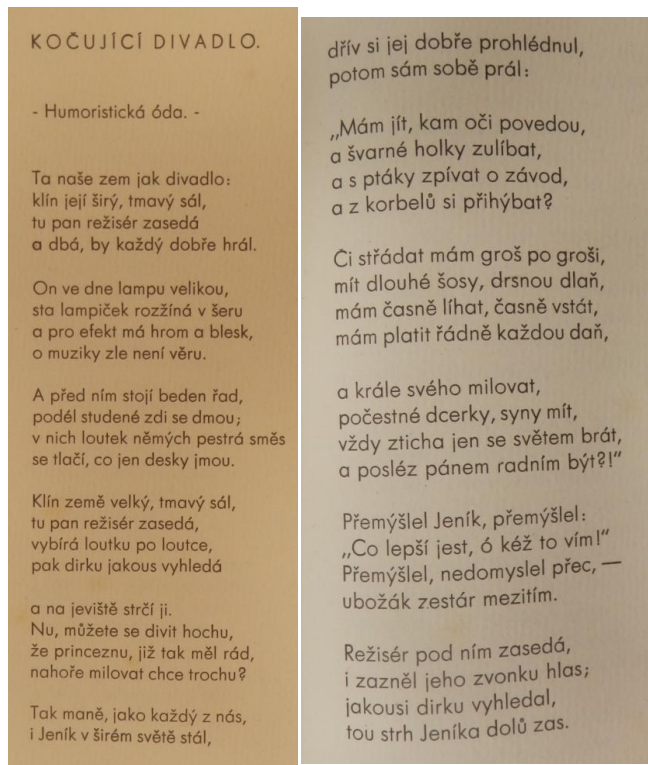 KOČUJÍCÍ DIVADLO.
- Humoristická óda. -
Ta naše zem jak divadlo:
klín její širý, tmavý sál,
tu pan režisér zasedá
a dbá, by každý dobře hrál.
On ve dne lampu velikou,
sta lampiček rozžíná v šeru
a pro efekt má hrom a blesk,
o muziky zle není věru.
A před ním stojí beden řad,
podél studené zdi se dmou;
v nich loutek němých pestrá směs
se tlačí, co jen desky jmou.
Klín země velký, tmavý sál,
tu pan režisér zasedá,
vybírá loutku po loutce,
pak dirku jakous vyhledá
a na jeviště strčí ji.
Nu, můžete se divit hochu,
že princeznu, již tak měl rád,
nahoře milovat chce trochu?
Tak maně, jako každý z nás,
i Jeník v širém světě stál,
dřív si jej dobře prohlédnul,
potom sám sobě prál:
„Mám jít, kam oči povedou,
a švarné holky zulíbat,
a s ptáky zpívat o závod,
a z korbelů si přihýbat?
Či střádat mám groš po groši,
mít dlouhé šosy, drsnou dlaň,
mám časně líhat, časně vstát,
mám platit řádně každou daň,
a krále svého milovat,
počestné dcerky, syny mít,
vždy zticha jen se světem brát,
a posléz pánem radním být?!“
Přemýšlel Jeník, přemýšlel:
„Co lepší jest, ó kéž to vím!“
Přemýšlel, nedomyslel přec, —
ubožák zestár mezitím.
Režisér pod ním zasedá,
i zazněl jeho zvonku hlas;
jakousi dirku vyhledal,
tou strh Jeníka dolů zas.